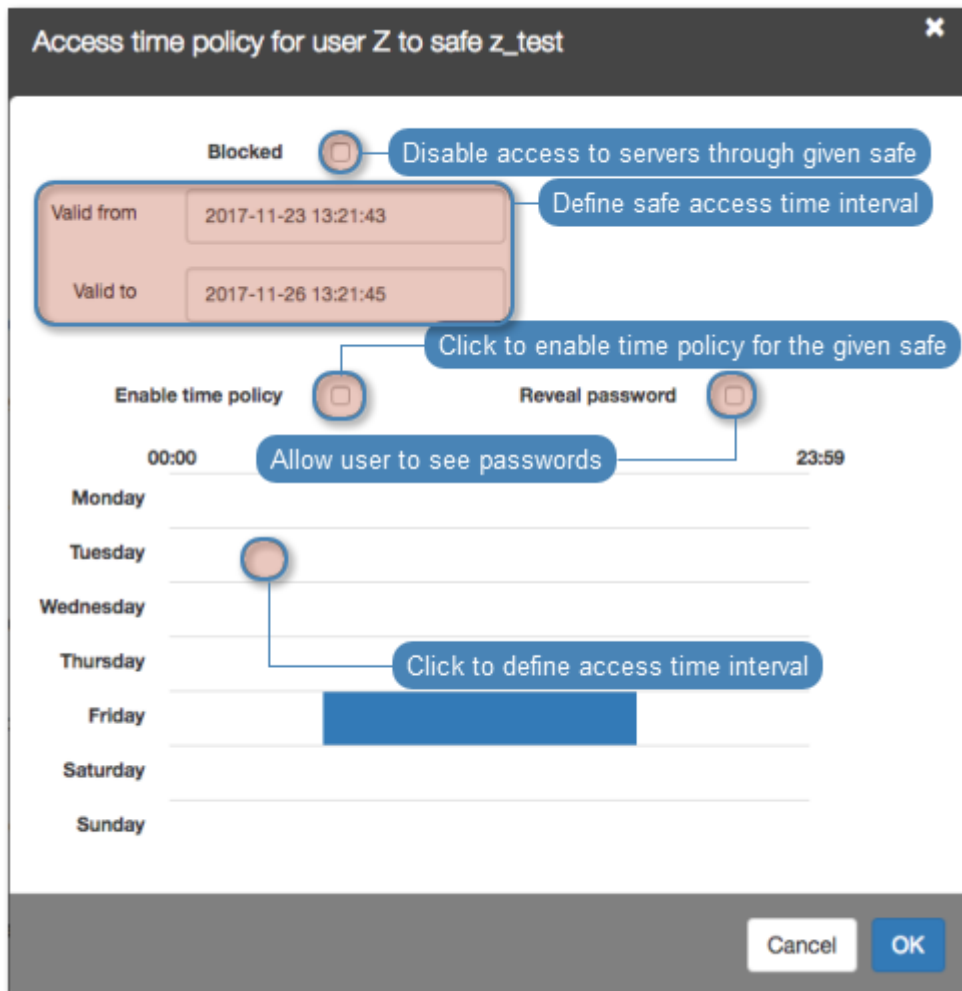 Access time policy for user Z to safe z_test
Blocked
Disable access to servers through given safe
Valid from
2017-11-23 13:21:43
Define safe access time interval
Valid to
2017-11-26 13:21:45
Click to enable time policy for the given safe
Enable time policy
Reveal password
00:00
Allow user to see passwords
23:59
Monday
Tuesday
Wednesday
Thursday
Click to define access time interval
Friday
Saturday
Sunday
Cancel
OK